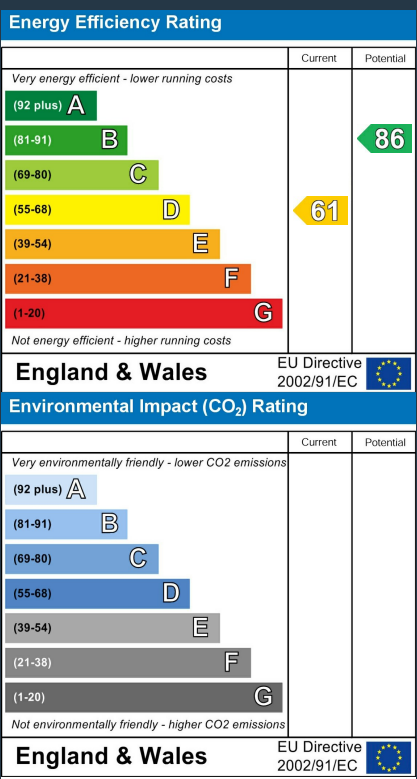 Energy Efficiency Rating
Current Potential
Very energy efficient - lower running costs
(92 plus) A
(81-91) B
86
(69-80) C
(55-68) D
61
(39-54) E
(21-38) F
(1-20) G
Not energy efficient - higher running costs
England & Wales
EU Directive
2002/91/EC
Environmental Impact (CO₂) Rating
Current Potential
Very environmentally friendly - lower CO2 emissions
(92 plus) A
(81-91) B
(69-80) C
(55-68) D
(39-54) E
(21-38) F
(1-20) G
Not environmentally friendly - higher CO2 emissions
England & Wales
EU Directive
2002/91/EC